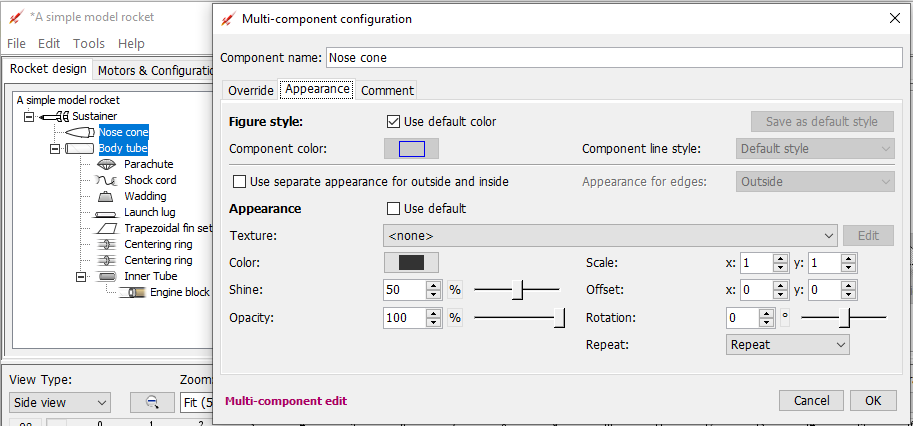 *A simple model rocket
File Edit Tools Help
Rocket design Motors & Configuratio
A simple model rocket
Sustainer
Nose cone
Body tube
Parachute
Shock cord
Wadding
Launch lug
Trapezoidal fin set
Centering ring
Centering ring
Inner Tube
Engine block
View Type: Zoom:
Side view Fit (5
0 1 2
Multi-component configuration
Component name: Nose cone
Override Appearance Comment
Figure style: Use default color Save as default style
Component color: Component line style: Default style
Use separate appearance for outside and inside Appearance for edges: Outside
Appearance Use default
Texture: <none> Edit
Color: Scale: x: 1 y: 1
Shine: 50 % Offset: x: 0 y: 0
Opacity: 100 % Rotation: 0 °
Repeat: Repeat
Multi-component edit Cancel OK